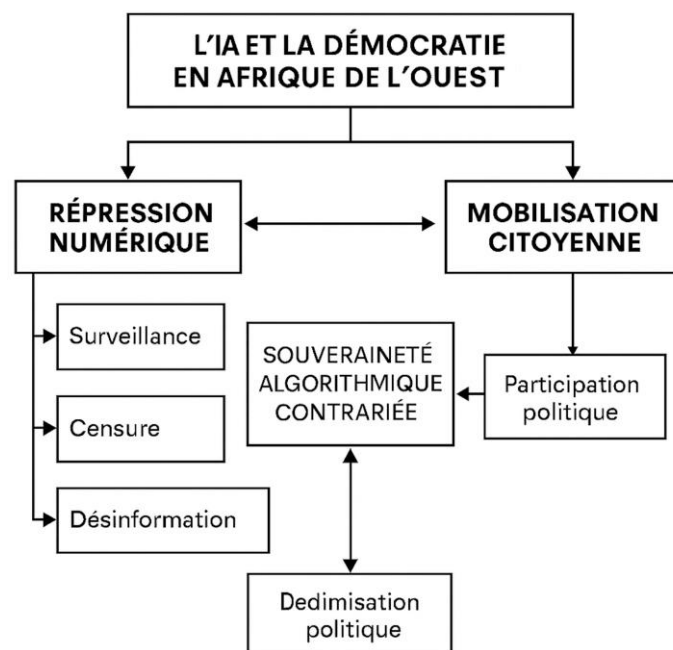 L'IA ET LA DÉMOCRATIE
EN AFRIQUE DE L'OUEST
RÉPRESSION
NUMÉRIQUE
MOBILISATION
CITOYENNE
Surveillance
Censure
Désinformation
SOUVERAINETÉ
ALGORITHMIQUE
CONTRARIÉE
Participation
politique
Dedimisation
politique